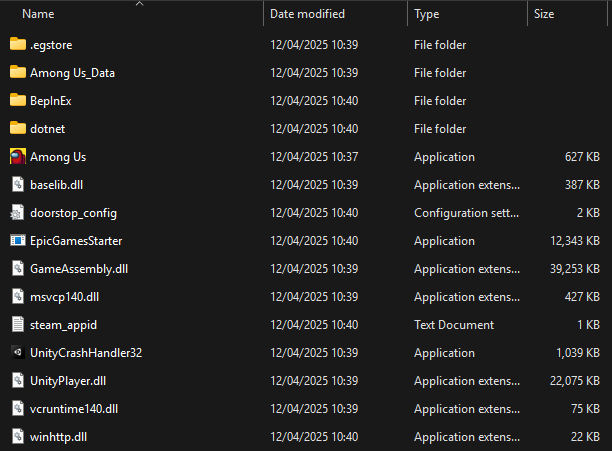 Name Date modified Type Size
.egstore 12/04/2025 10:39 File folder
Among Us_Data 12/04/2025 10:39 File folder
BepInEx 12/04/2025 10:40 File folder
dotnet 12/04/2025 10:40 File folder
Among Us 12/04/2025 10:37 Application 627 KB
baselib.dll 12/04/2025 10:39 Application extens... 387 KB
doorstop_config 12/04/2025 10:40 Configuration sett... 2 KB
EpicGamesStarter 12/04/2025 10:40 Application 12,343 KB
GameAssembly.dll 12/04/2025 10:39 Application extens... 39,253 KB
msvcp140.dll 12/04/2025 10:39 Application extens... 427 KB
steam_appid 12/04/2025 10:40 Text Document 1 KB
UnityCrashHandler32 12/04/2025 10:39 Application 1,039 KB
UnityPlayer.dll 12/04/2025 10:39 Application extens... 22,075 KB
vcruntime140.dll 12/04/2025 10:39 Application extens... 75 KB
winhttp.dll 12/04/2025 10:40 Application extens... 22 KB